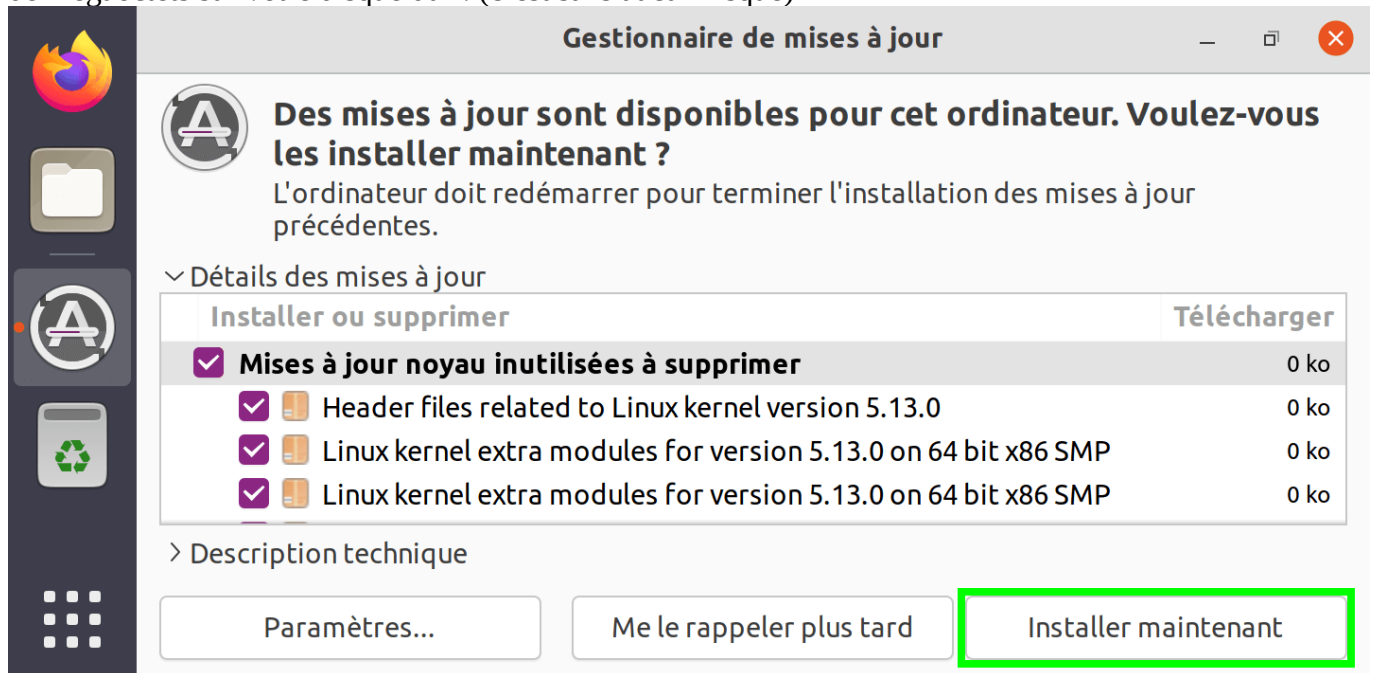 Gestionnaire de mises à jour
Des mises à jour sont disponibles pour cet ordinateur. Voulez-vous
les installer maintenant ?
L'ordinateur doit redémarrer pour terminer l'installation des mises à jour
précédentes.
Détails des mises à jour
Installer ou supprimer Télécharger
Mises à jour noyau inutilisées à supprimer 0 ko
Header files related to Linux kernel version 5.13.0 0 ko
Linux kernel extra modules for version 5.13.0 on 64 bit x86 SMP 0 ko
Linux kernel extra modules for version 5.13.0 on 64 bit x86 SMP 0 ko
Description technique
Paramètres... Me le rappeler plus tard Installer maintenant